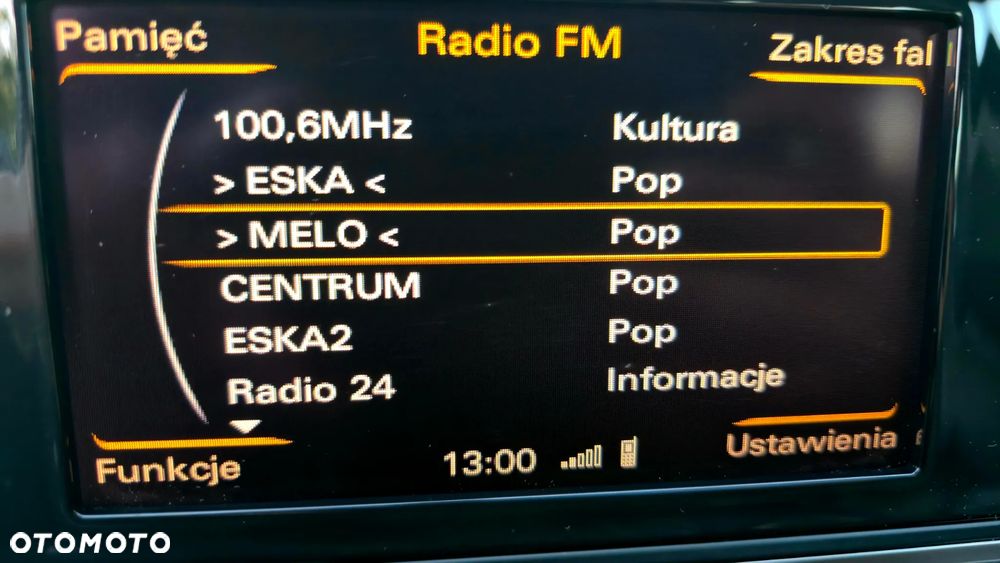 Pamięć Radio FM Zakres fal
100,6MHz Kultura
> ESKA < Pop
> MELO < Pop
CENTRUM Pop
ESKA2 Pop
Radio 24 Informacje
Funkcje 13:00 Ustawienia
OTOMOTO